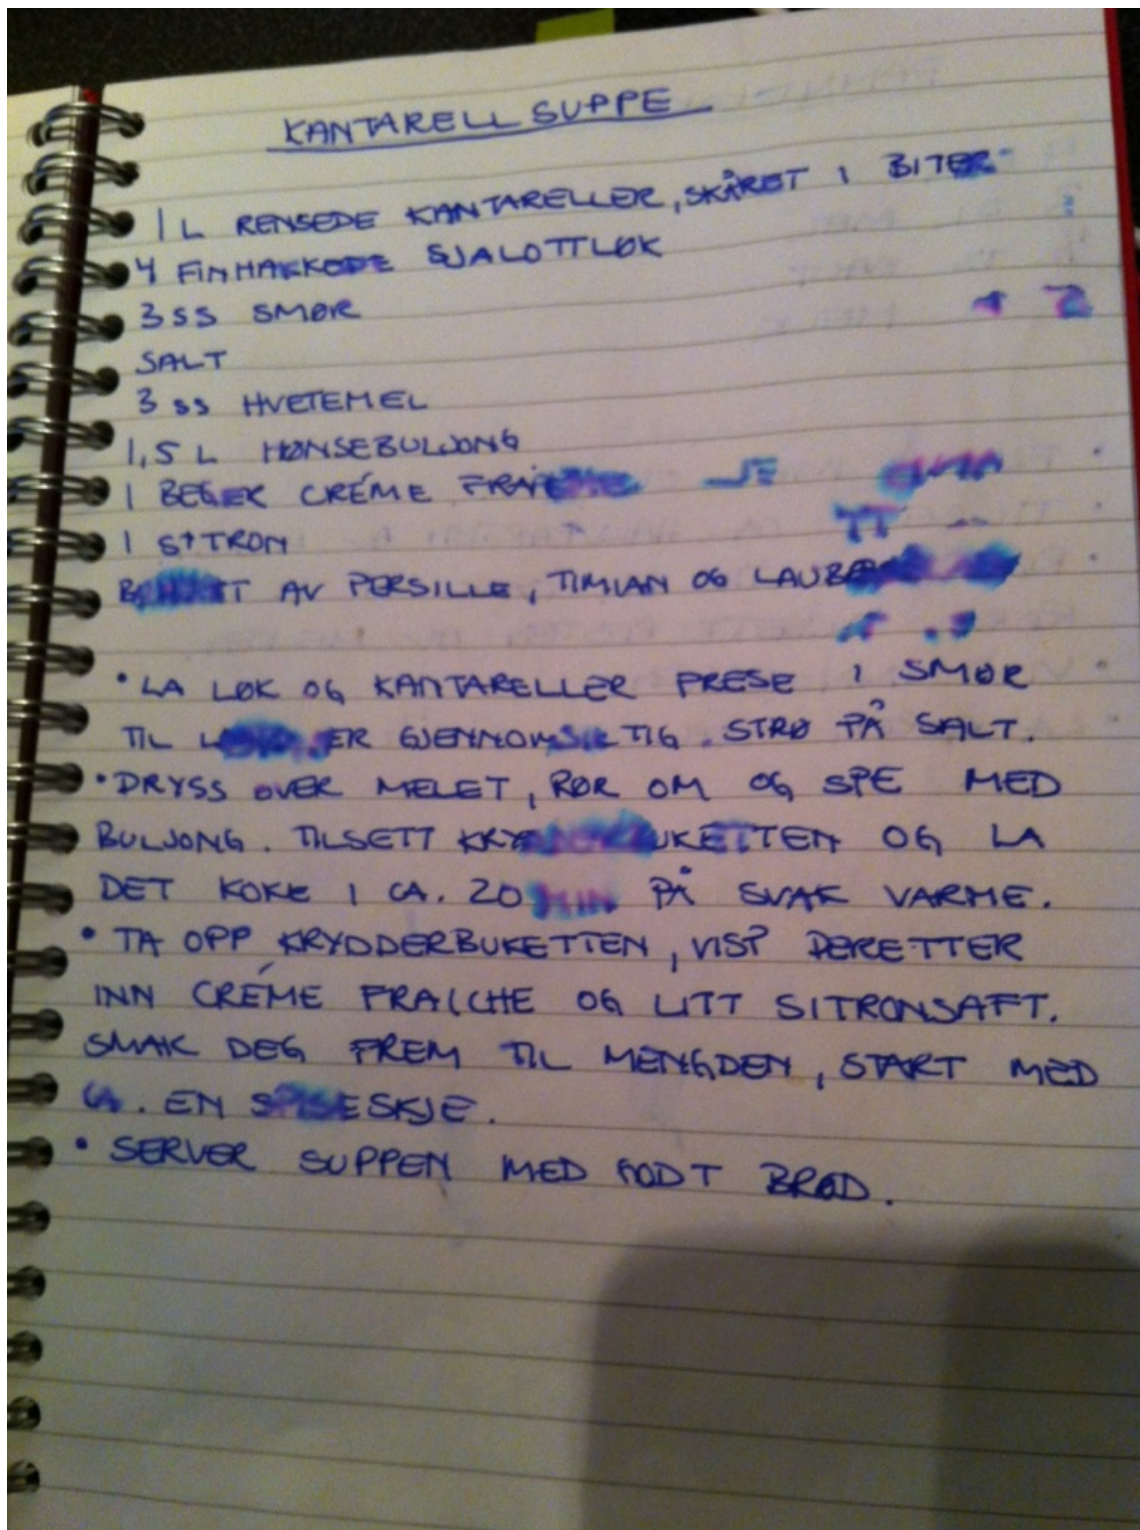 KANTARELLSUPPE
1 L RENSEDE KANTARELLER, SKÅRET I BITER
4 FINHAKKEDE SJALOTTLØK
3 SS SMØR
SALT
3 SS HVETEMEL
1,5 L HØNSEBULJONG
1 BEGER CRÉME
1 SITRON
AV PERSILLE, TIMIAN OG
• LA LØK OG KANTARELLER FRESE I SMØR
TIL ER GJENNOMSIKTIG. STRØ PÅ SALT.
• DRYSS OVER MELET, RØR OM OG SPE MED
BULJONG. TILSETT KRYDDERBUKETTEN OG LA
DET KOKE I CA. 20 MIN PÅ SVAK VARME.
• TA OPP KRYDDERBUKETTEN, VISP DERETTER
INN CRÉME FRAICHE OG LITT SITRONSAFT.
SMAK DEG FREM TIL MENGDEN, START MED
CA. EN SPISESKJE.
• SERVER SUPPEN MED GODT BRØD.